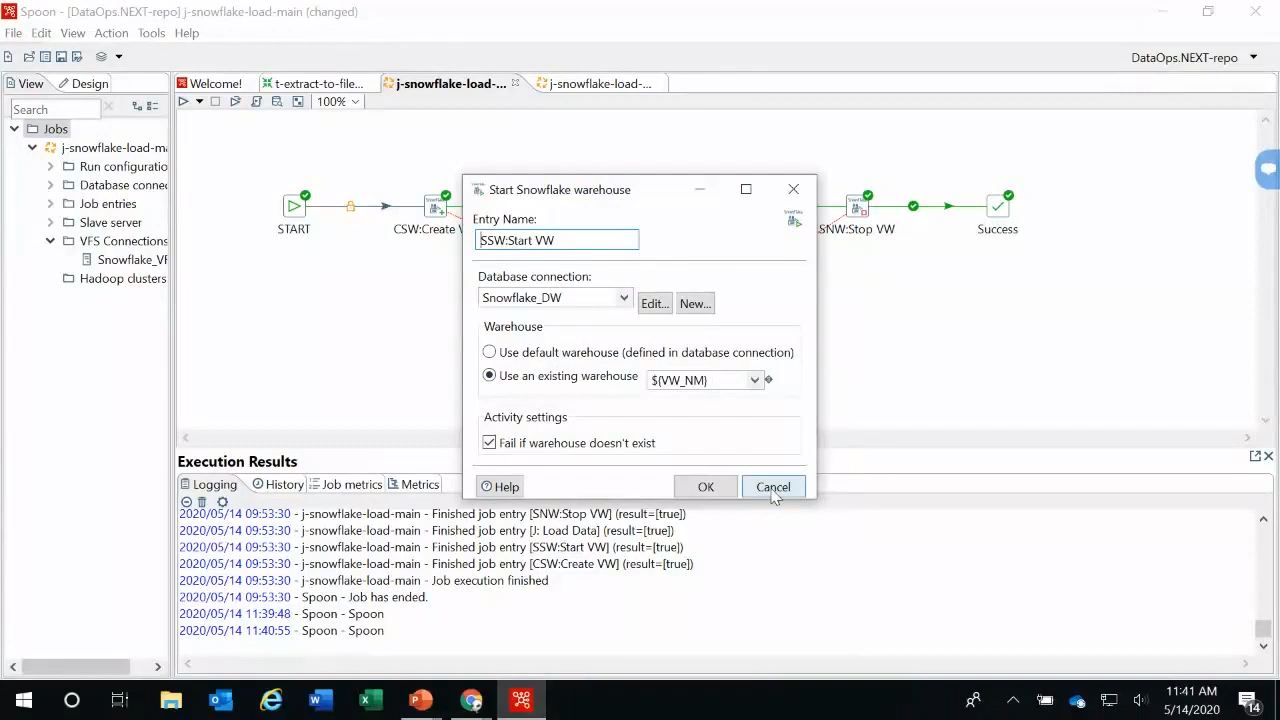 Spoon - [DataOps.NEXT-repo] j-snowflake-load-main (changed)
File Edit View Action Tools Help
DataOps.NEXT-repo
View Design
Welcome! t-extract-to-file... j-snowflake-load-... j-snowflake-load-...
Search
100%
Jobs
j-snowflake-load-m
Run configuratio
Database connec
Job entries
Slave server
VFS Connections
Snowflake_VF
Hadoop clusters
START
CSW:Create V
SNW:Stop VW
Success
Start Snowflake warehouse
Entry Name:
SSW:Start VW
Database connection:
Snowflake_DW
Edit... New...
Warehouse
Use default warehouse (defined in database connection)
Use an existing warehouse ${VW_NM}
Activity settings
Fail if warehouse doesn't exist
Help OK Cancel
Execution Results
Logging History Job metrics Metrics
2020/05/14 09:53:30 - j-snowflake-load-main - Finished job entry [SNW:Stop VW] (result=[true])
2020/05/14 09:53:30 - j-snowflake-load-main - Finished job entry [J: Load Data] (result=[true])
2020/05/14 09:53:30 - j-snowflake-load-main - Finished job entry [SSW:Start VW] (result=[true])
2020/05/14 09:53:30 - j-snowflake-load-main - Finished job entry [CSW:Create VW] (result=[true])
2020/05/14 09:53:30 - j-snowflake-load-main - Job execution finished
2020/05/14 09:53:30 - Spoon - Job has ended.
2020/05/14 11:39:48 - Spoon - Spoon
2020/05/14 11:40:55 - Spoon - Spoon
11:41 AM
5/14/2020
14